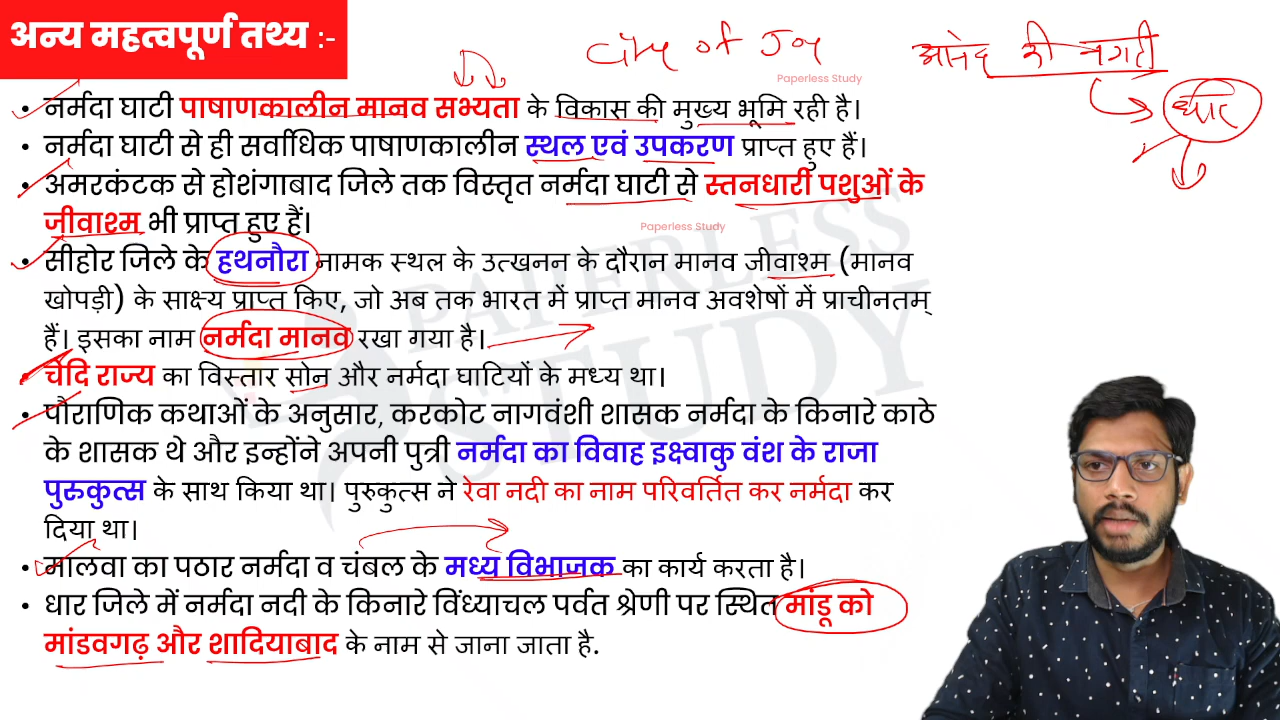 अन्य महत्वपूर्ण तथ्य :-
City of Joy
आनंद की नगरी
धार
Paperless Study
• नर्मदा घाटी पाषाणकालीन मानव सभ्यता के विकास की मुख्य भूमि रही है।
• नर्मदा घाटी से ही सर्वाधिक पाषाणकालीन स्थल एवं उपकरण प्राप्त हुए हैं।
• अमरकंटक से होशंगाबाद जिले तक विस्तृत नर्मदा घाटी से स्तनधारी पशुओं के
जीवाश्म भी प्राप्त हुए हैं।
Paperless Study
• सीहोर जिले के हथनौरा नामक स्थल के उत्खनन के दौरान मानव जीवाश्म (मानव
खोपड़ी) के साक्ष्य प्राप्त किए, जो अब तक भारत में प्राप्त मानव अवशेषों में प्राचीनतम्
हैं। इसका नाम नर्मदा मानव रखा गया है।
• चेदि राज्य का विस्तार सोन और नर्मदा घाटियों के मध्य था।
• पौराणिक कथाओं के अनुसार, करकोट नागवंशी शासक नर्मदा के किनारे काठे
के शासक थे और इन्होंने अपनी पुत्री नर्मदा का विवाह इक्ष्वाकु वंश के राजा
पुरुकुत्स के साथ किया था। पुरुकुत्स ने रेवा नदी का नाम परिवर्तित कर नर्मदा कर
दिया था।
• मालवा का पठार नर्मदा व चंबल के मध्य विभाजक का कार्य करता है।
• धार जिले में नर्मदा नदी के किनारे विंध्याचल पर्वत श्रेणी पर स्थित मांडू को
मांडवगढ़ और शादियाबाद के नाम से जाना जाता है.
PAPERLESS
STUDY